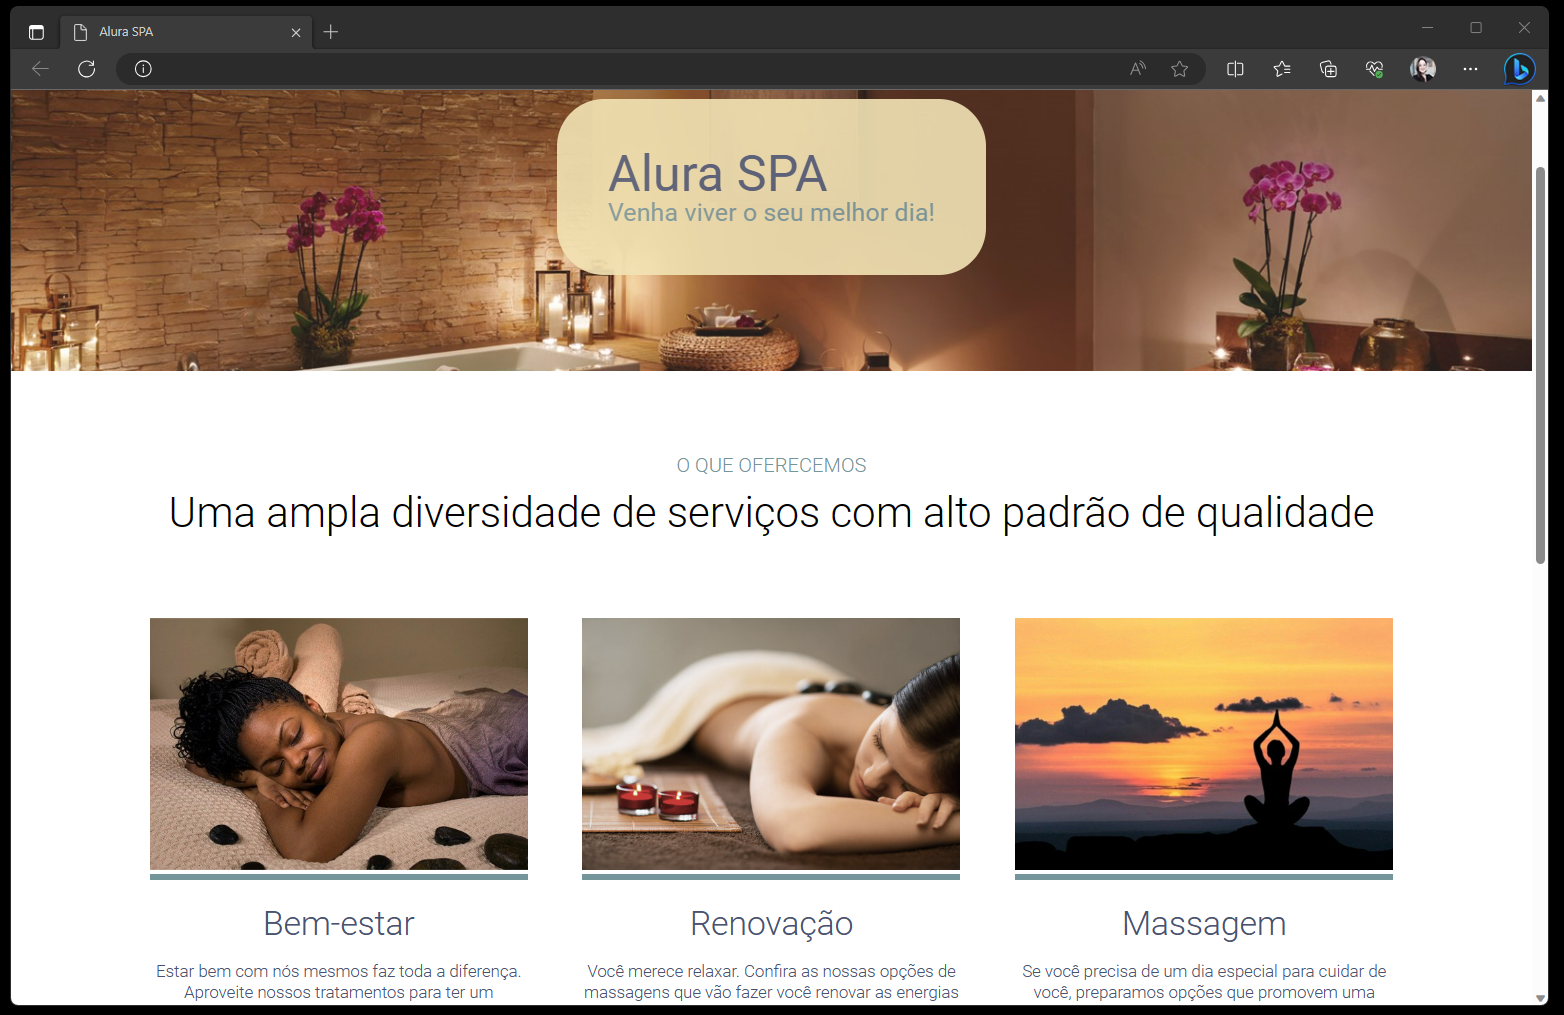 Alura SPA
Alura SPA
Venha viver o seu melhor dia!
O QUE OFERECEMOS
Uma ampla diversidade de serviços com alto padrão de qualidade
Bem-estar
Estar bem com nós mesmos faz toda a diferença.
Aproveite nossos tratamentos para ter um
Renovação
Você merece relaxar. Confira as nossas opções de
massagens que vão fazer você renovar as energias
Massagem
Se você precisa de um dia especial para cuidar de
você, preparamos opções que promovem uma